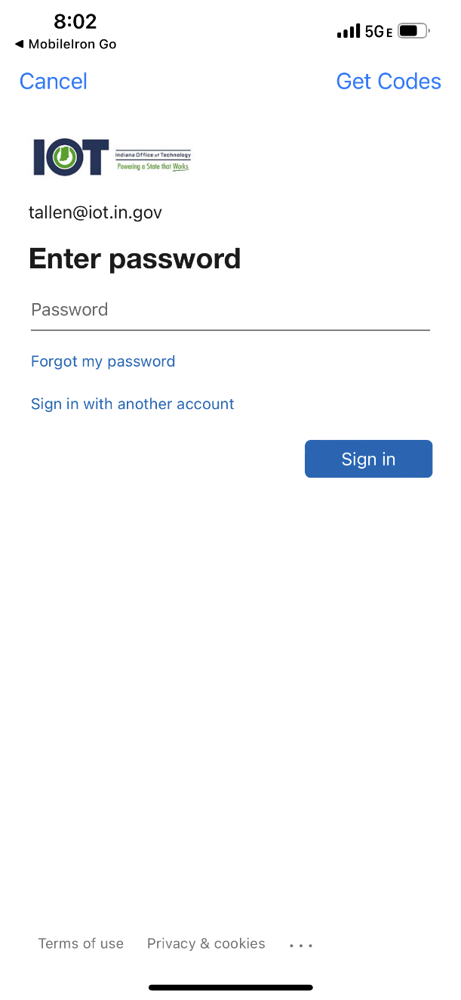 8:02
5GE
◀ MobileIron Go
Cancel
Get Codes
IOT
Indiana Office of Technology
Powering a State that Works
tallen@iot.in.gov
Enter password
Password
Forgot my password
Sign in with another account
Sign in
Terms of use
Privacy & cookies
...